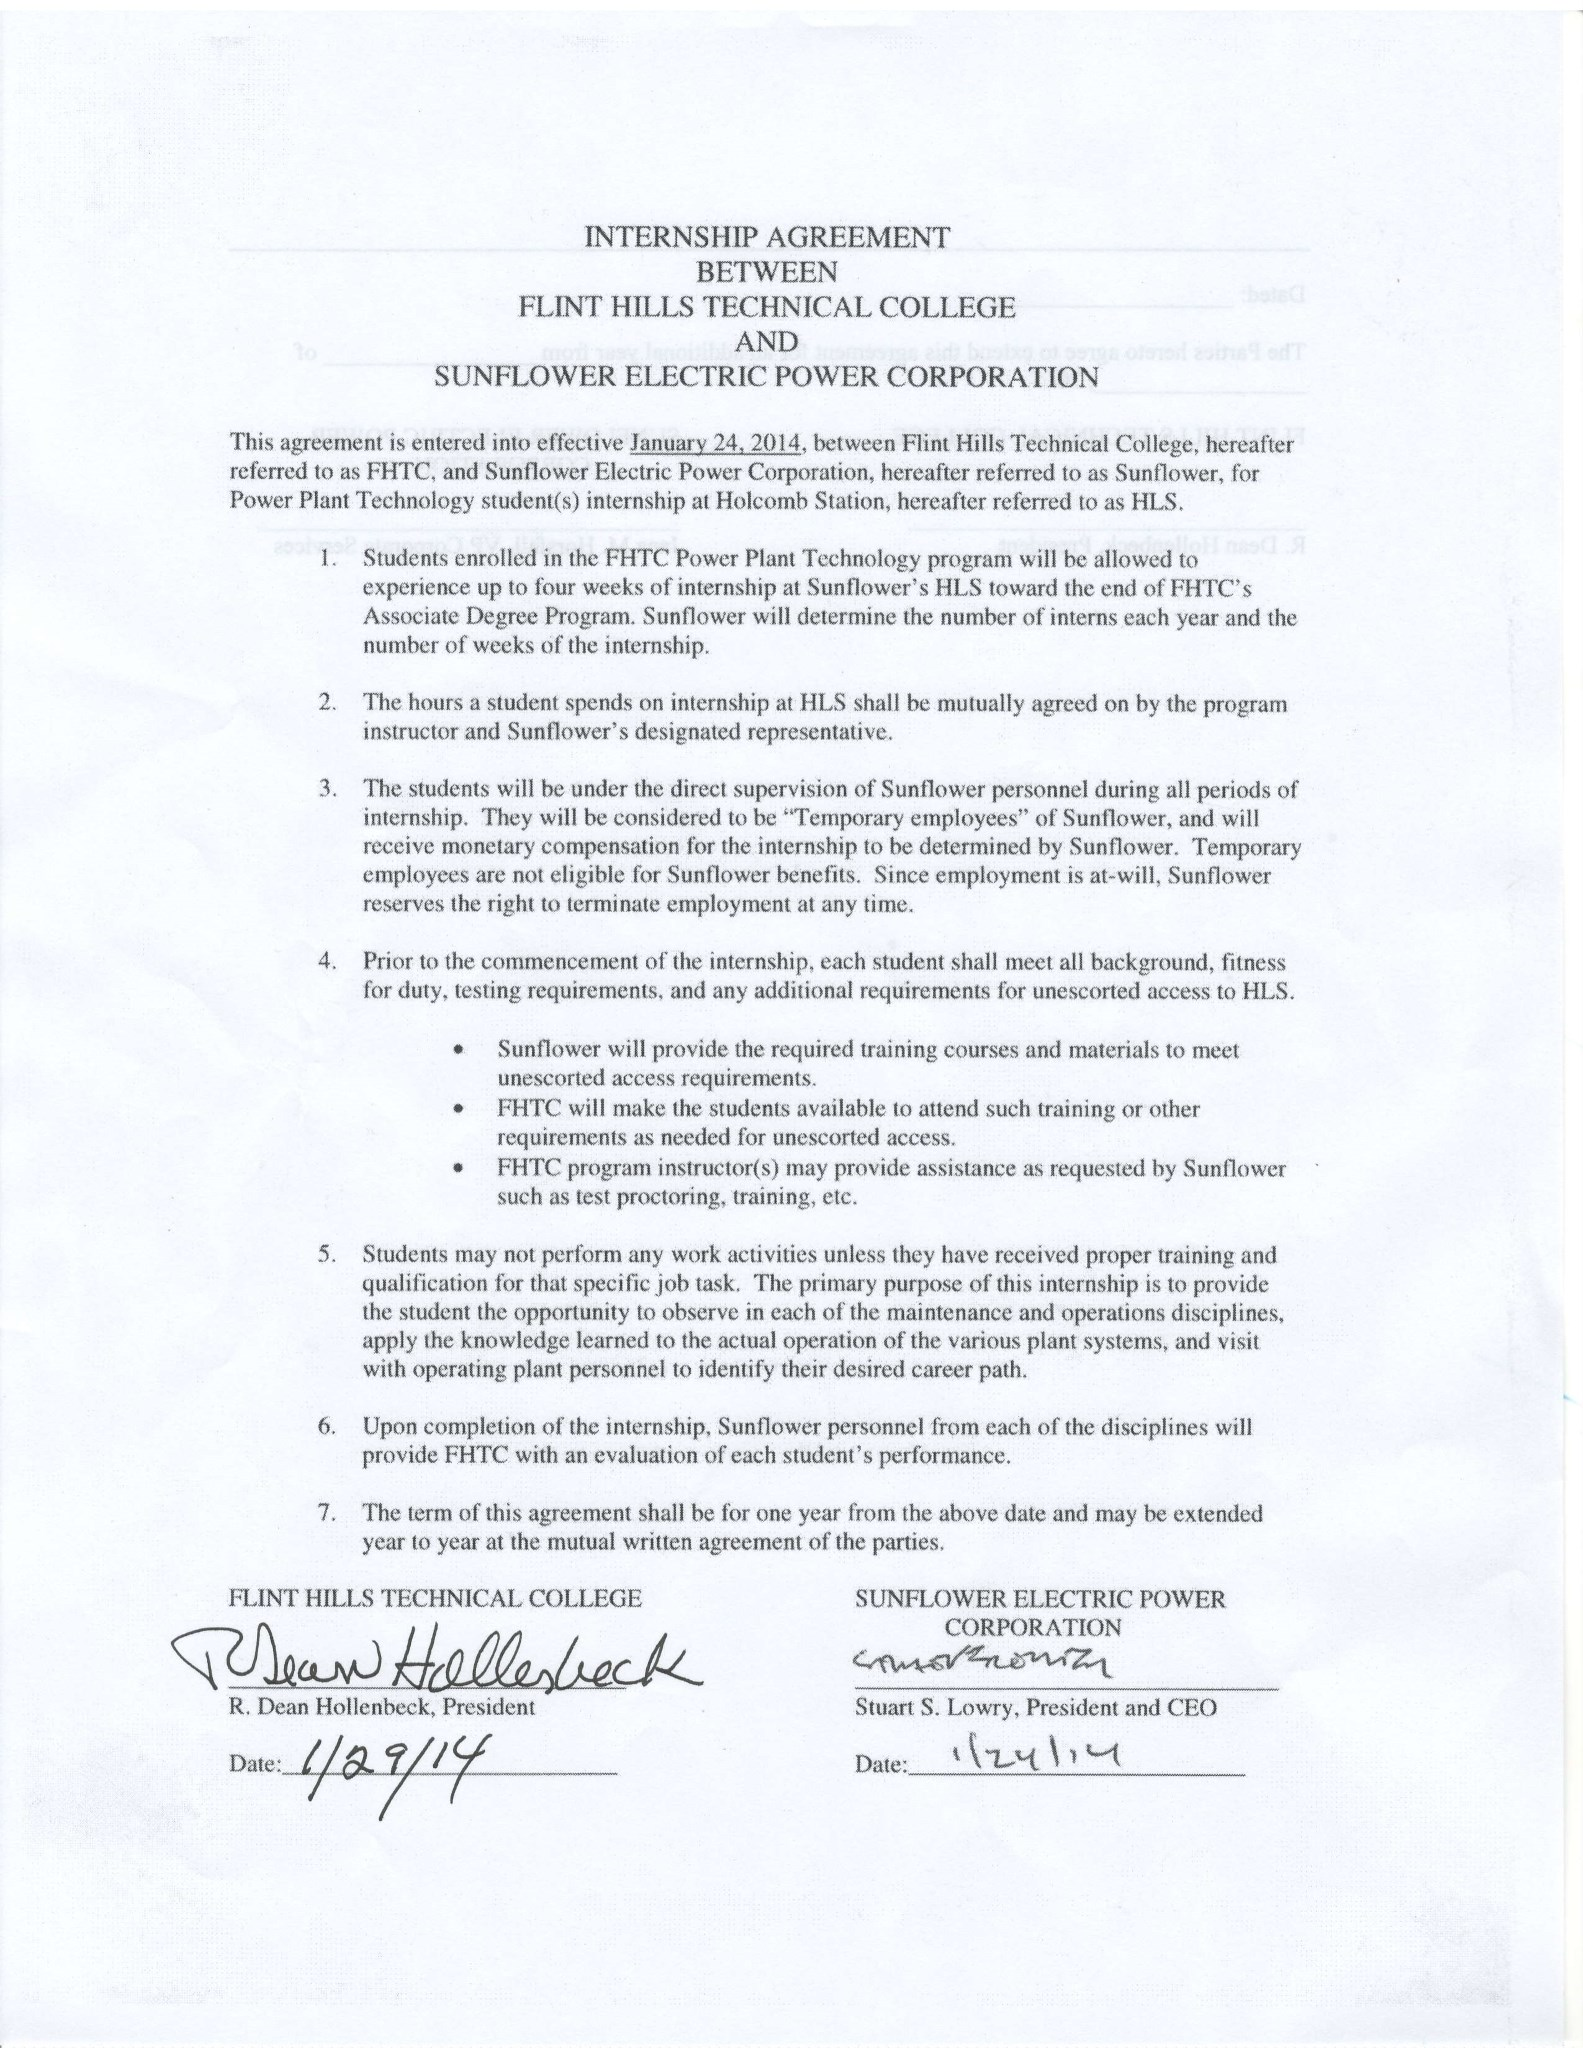 INTERNSHIP AGREEMENT
BETWEEN
FLINT HILLS TECHNICAL COLLEGE
AND
SUNFLOWER ELECTRIC POWER CORPORATION
This agreement is entered into effective January 24, 2014, between Flint Hills Technical College, hereafter
referred to as FHTC, and Sunflower Electric Power Corporation, hereafter referred to as Sunflower, for
Power Plant Technology student(s) internship at Holcomb Station, hereafter referred to as HLS.
1. Students enrolled in the FHTC Power Plant Technology program will be allowed to
experience up to four weeks of internship at Sunflower's HLS toward the end of FHTC's
Associate Degree Program. Sunflower will determine the number of interns each year and the
number of weeks of the internship.
2. The hours a student spends on internship at HLS shall be mutually agreed on by the program
instructor and Sunflower's designated representative.
3. The students will be under the direct supervision of Sunflower personnel during all periods of
internship. They will be considered to be "Temporary employees" of Sunflower, and will
receive monetary compensation for the internship to be determined by Sunflower. Temporary
employees are not eligible for Sunflower benefits. Since employment is at-will, Sunflower
reserves the right to terminate employment at any time.
4. Prior to the commencement of the internship, each student shall meet all background, fitness
for duty, testing requirements, and any additional requirements for unescorted access to HLS.
• Sunflower will provide the required training courses and materials to meet
unescorted access requirements.
• FHTC will make the students available to attend such training or other
requirements as needed for unescorted access.
• FHTC program instructor(s) may provide assistance as requested by Sunflower
such as test proctoring, training, etc.
5. Students may not perform any work activities unless they have received proper training and
qualification for that specific job task. The primary purpose of this internship is to provide
the student the opportunity to observe in each of the maintenance and operations disciplines,
apply the knowledge learned to the actual operation of the various plant systems, and visit
with operating plant personnel to identify their desired career path.
6. Upon completion of the internship, Sunflower personnel from each of the disciplines will
provide FHTC with an evaluation of each student's performance.
7. The term of this agreement shall be for one year from the above date and may be extended
year to year at the mutual written agreement of the parties.
FLINT HILLS TECHNICAL COLLEGE
R Dean Hollenbeck
R. Dean Hollenbeck, President
Date: 1/29/14
SUNFLOWER ELECTRIC POWER
CORPORATION
Stuart S. Lowry, President and CEO
Date: 1/24/14